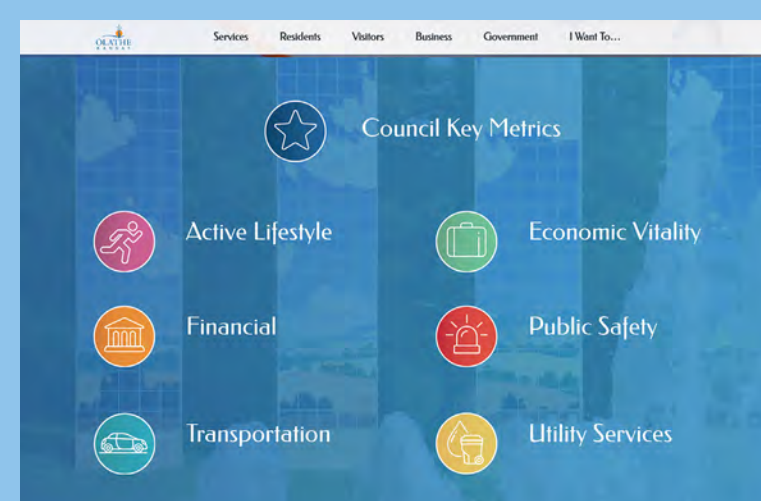 OLATHE
KANSAS
Services Residents Visitors Business Government I Want To...
Council Key Metrics
Active Lifestyle Economic Vitality
Financial Public Safety
Transportation Utility Services